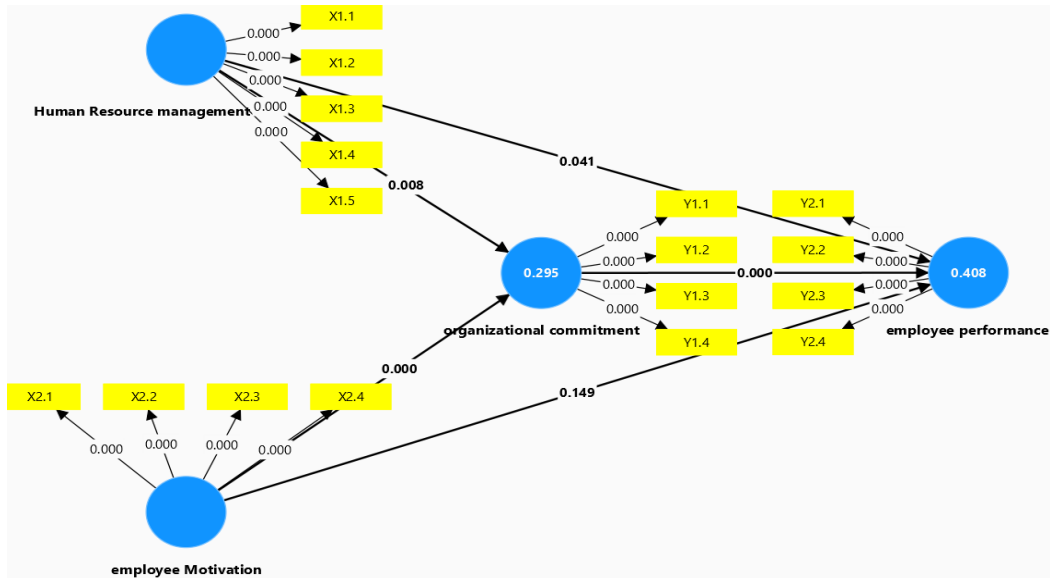 X1.1
0.000
X1.2
0.000
0.000
X1.3
Human Resource management
0.000
0.000
X1.4
0.041
0.008
X1.5
Y1.1
Y2.1
0.000
0.000
Y1.2
Y2.2
0.000
0.000
0.295
0.000
0.408
0.000
Y1.3
Y2.3
0.000
0.000
0.000
organizational commitment
employee performance
Y1.4
Y2.4
0.000
0.149
X2.1
X2.2
X2.3
X2.4
0.000
0.000
0.000
0.000
employee Motivation